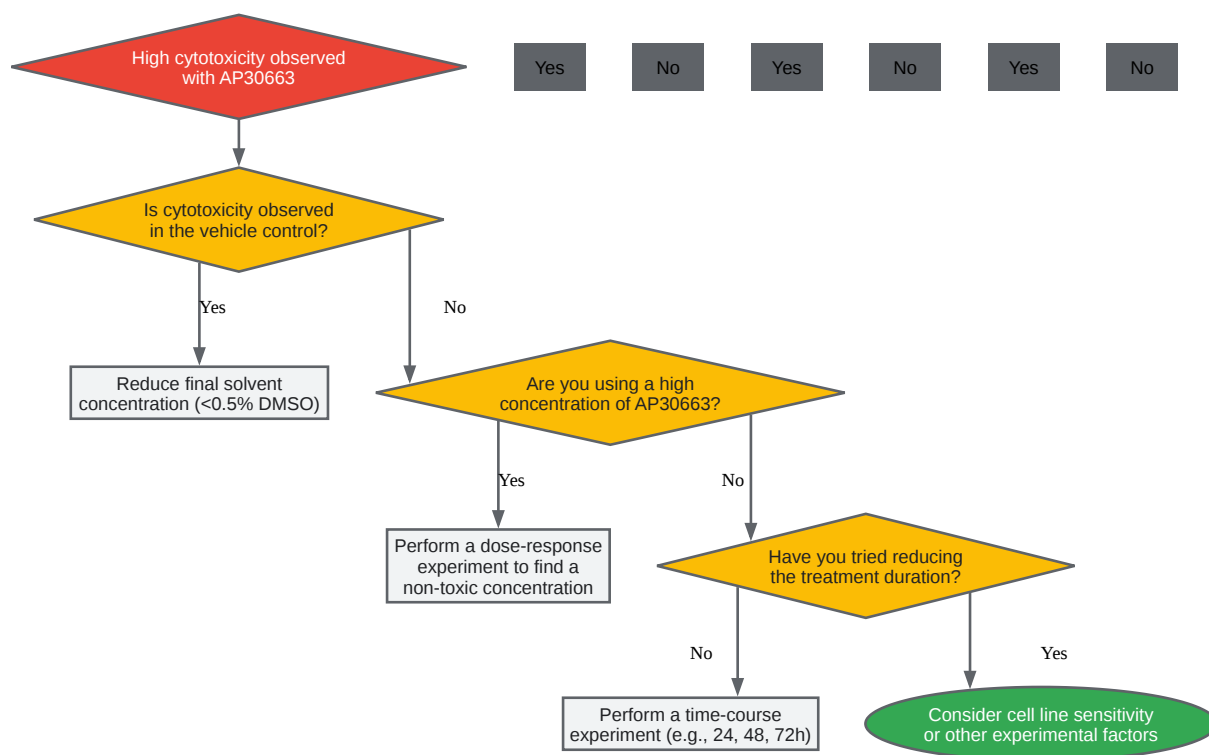 High cytotoxicity observed
with AP30663
Yes
No
Yes
No
Yes
No
Is cytotoxicity observed
in the vehicle control?
Yes
No
Reduce final solvent
concentration (<0.5% DMSO)
Are you using a high
concentration of AP30663?
Yes
No
Perform a dose-response
experiment to find a
non-toxic concentration
Have you tried reducing
the treatment duration?
No
Yes
Perform a time-course
experiment (e.g., 24, 48, 72h)
Consider cell line sensitivity
or other experimental factors